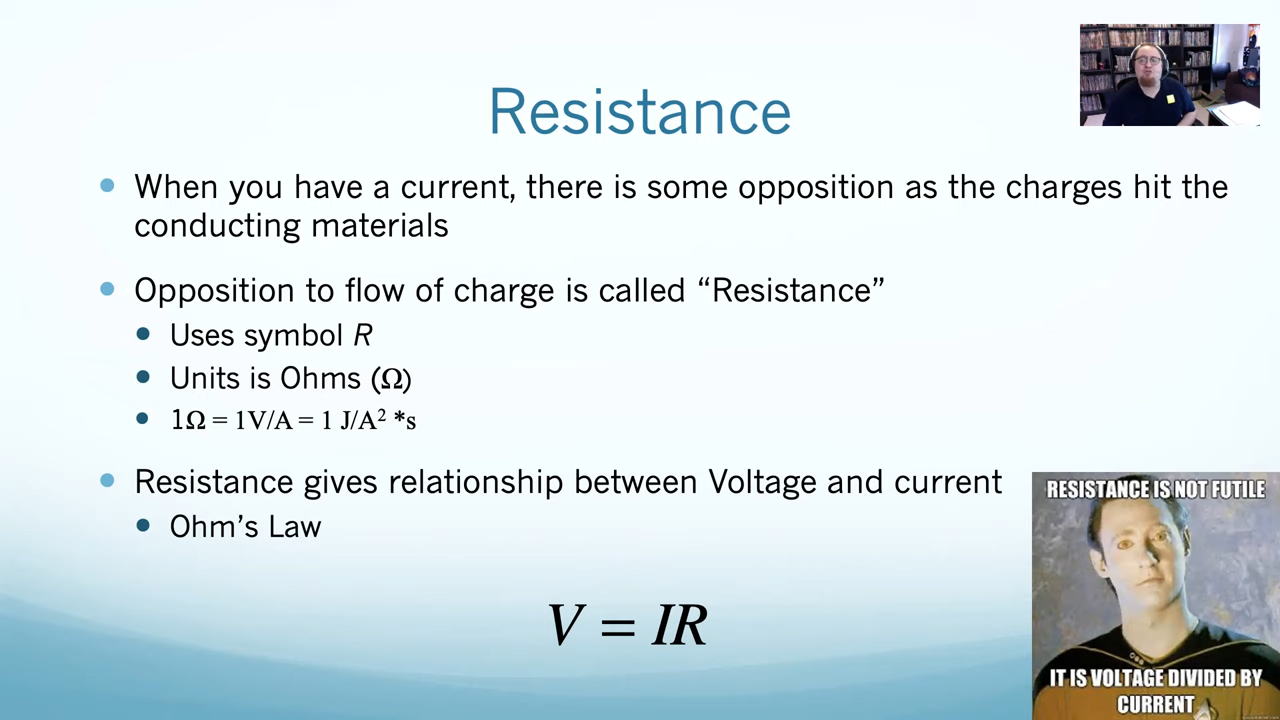 Resistance
When you have a current, there is some opposition as the charges hit the
conducting materials
Opposition to flow of charge is called “Resistance”
Uses symbol R
Units is Ohms (Ω)
1Ω = 1V/A = 1 J/A² *s
Resistance gives relationship between Voltage and current
Ohm’s Law
V = IR
RESISTANCE IS NOT FUTILE
IT IS VOLTAGE DIVIDED BY
CURRENT